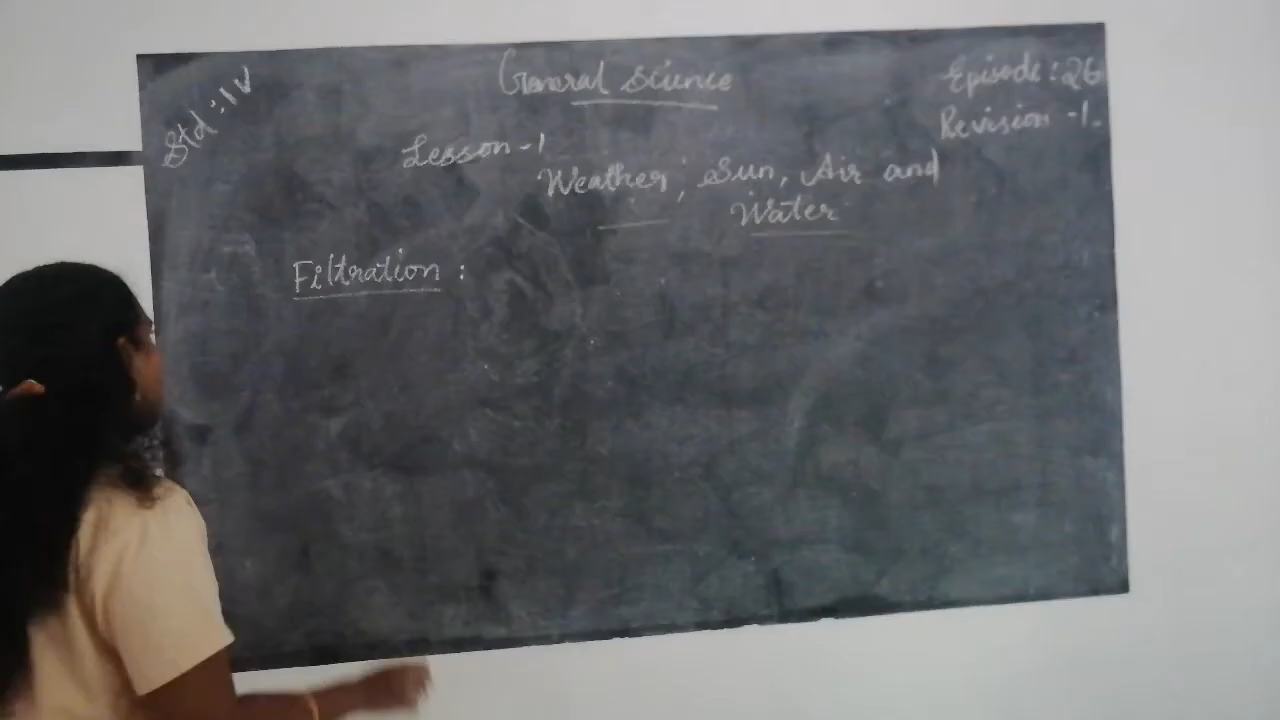 Std : IV
General Science
Episode : 26
Revision - 1.
Lesson - 1
Weather, Sun, Air and
Water
Filtration :